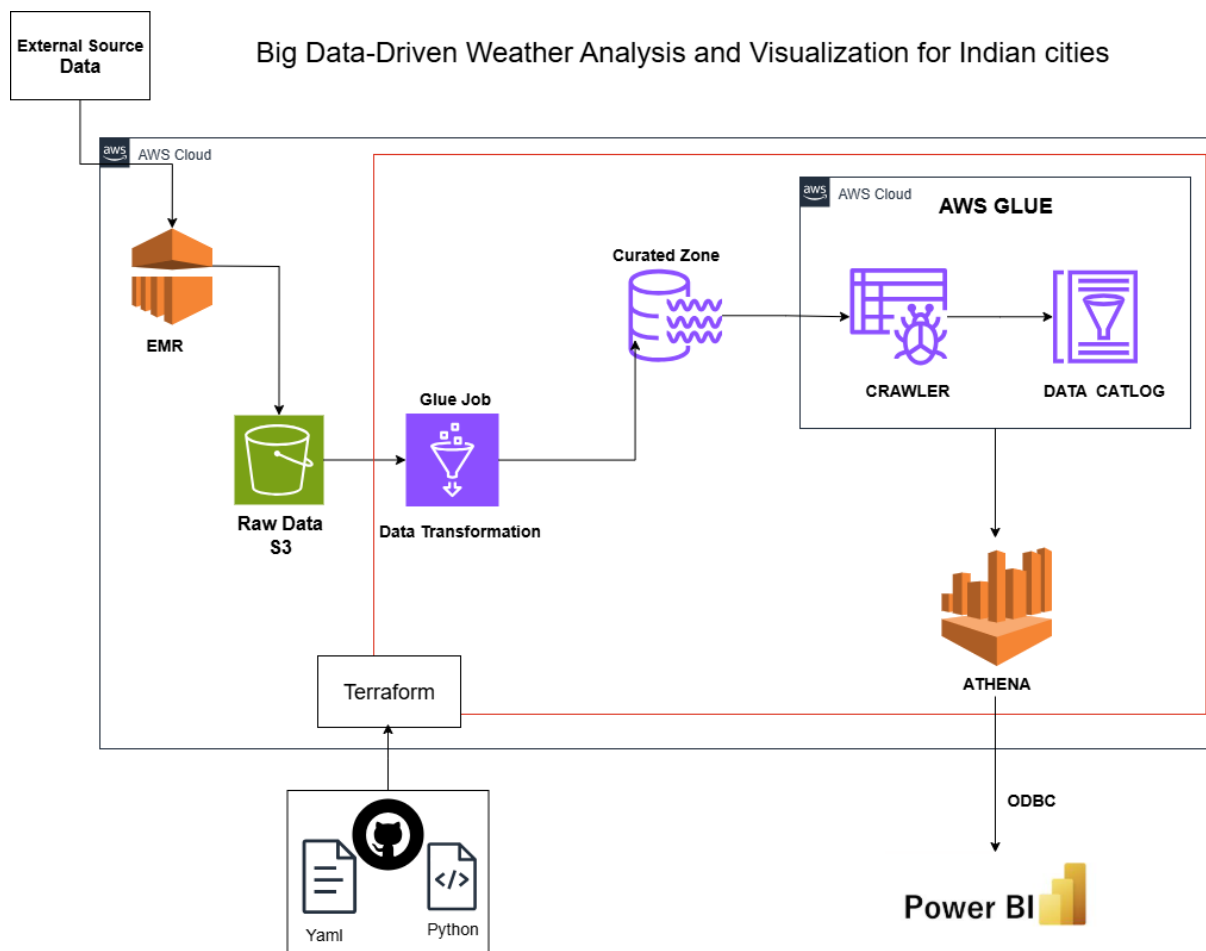 External Source
Data
Big Data-Driven Weather Analysis and Visualization for Indian cities
aws
AWS Cloud
aws
AWS Cloud
AWS GLUE
Curated Zone
EMR
CRAWLER
DATA CATLOG
Glue Job
Raw Data
S3
Data Transformation
Terraform
ATHENA
ODBC
</>
Yaml
Python
Power BI